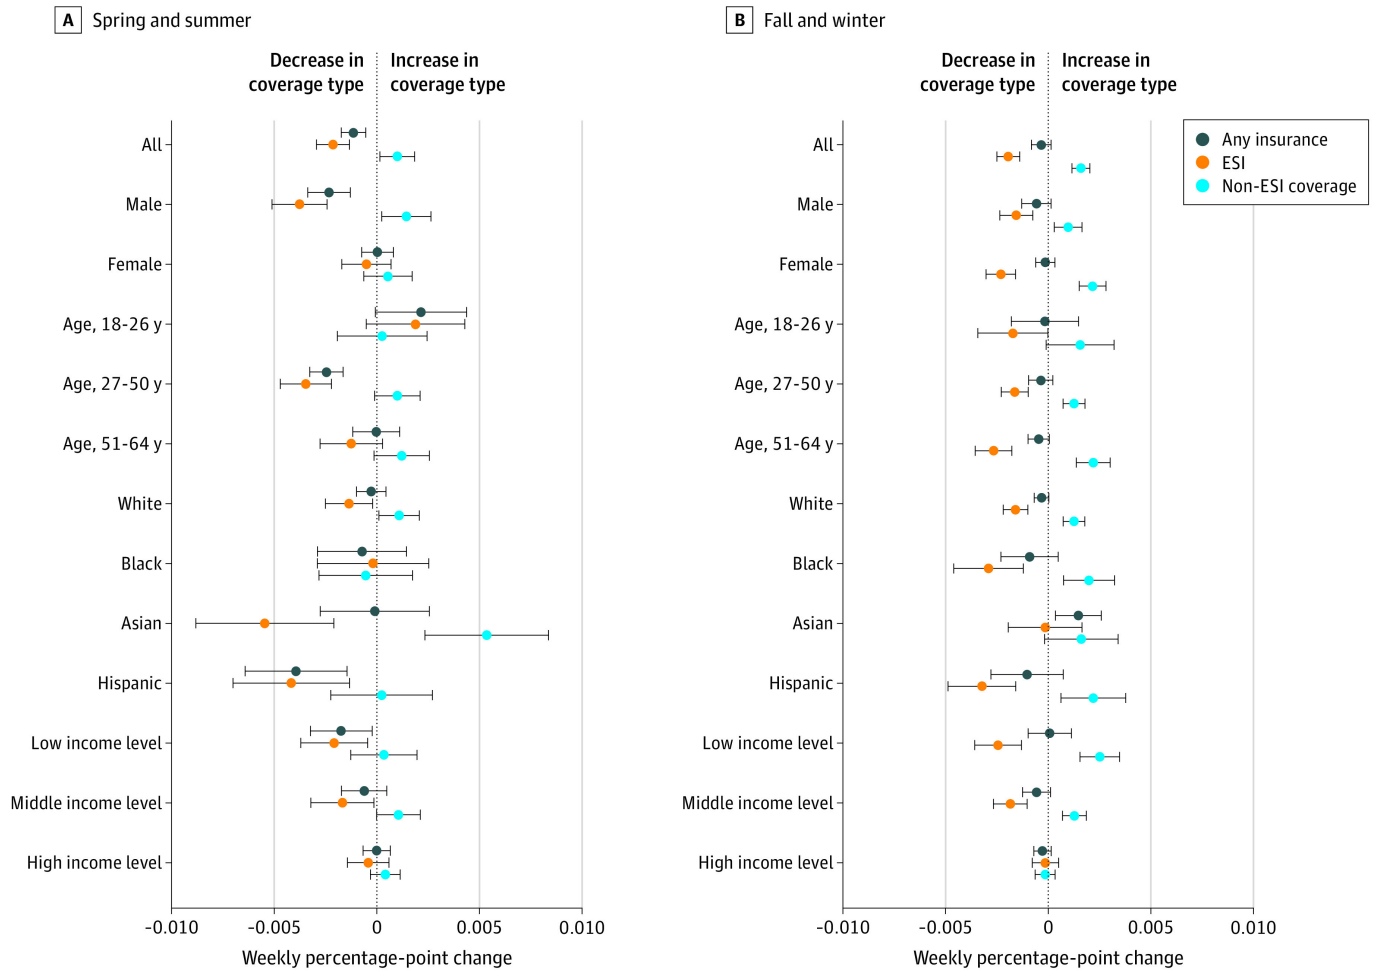 A Spring and summer
Decrease in
coverage type
Increase in
coverage type
All
Male
Female
Age, 18-26 y
Age, 27-50 y
Age, 51-64 y
White
Black
Asian
Hispanic
Low income level
Middle income level
High income level
-0.010 -0.005 0 0.005 0.010
Weekly percentage-point change
B Fall and winter
Decrease in
coverage type
Increase in
coverage type
All
Male
Female
Age, 18-26 y
Age, 27-50 y
Age, 51-64 y
White
Black
Asian
Hispanic
Low income level
Middle income level
High income level
-0.010 -0.005 0 0.005 0.010
Weekly percentage-point change
Any insurance
ESI
Non-ESI coverage